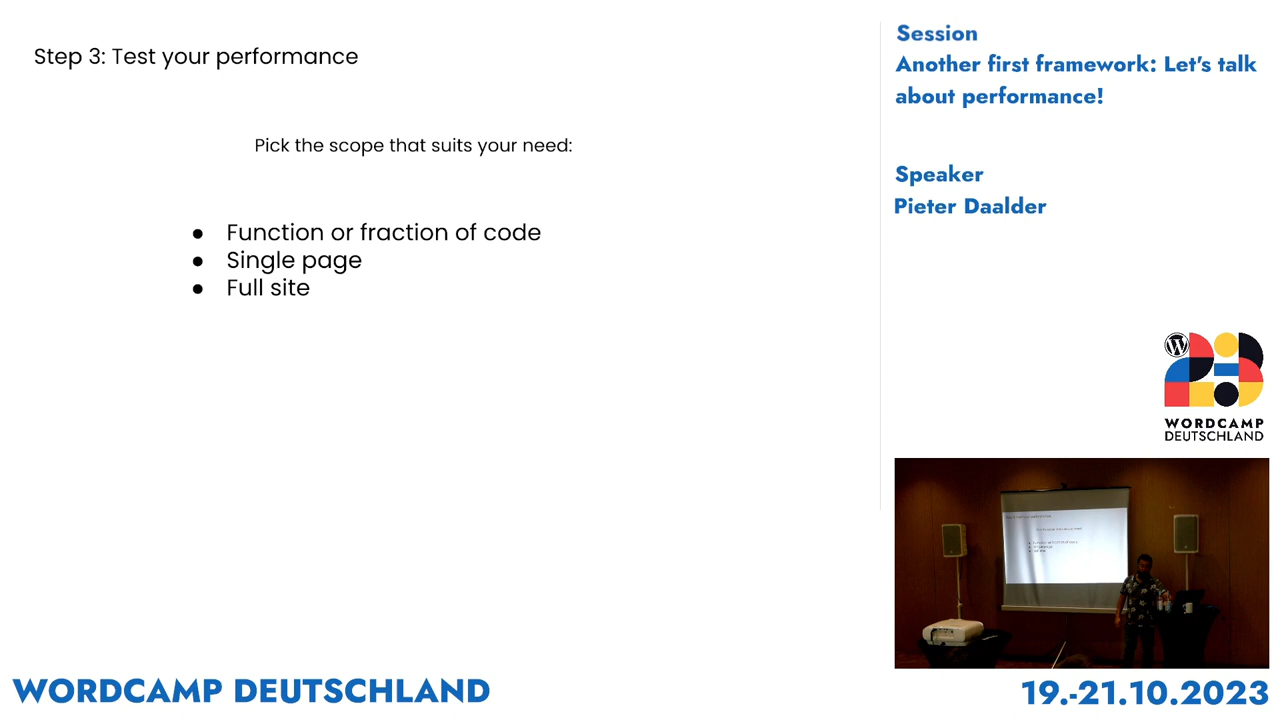 Step 3: Test your performance
Pick the scope that suits your need:
● Function or fraction of code
● Single page
● Full site
Session
Another first framework: Let's talk
about performance!
Speaker
Pieter Daalder
WORDCAMP
DEUTSCHLAND
WORDCAMP DEUTSCHLAND
19.-21.10.2023